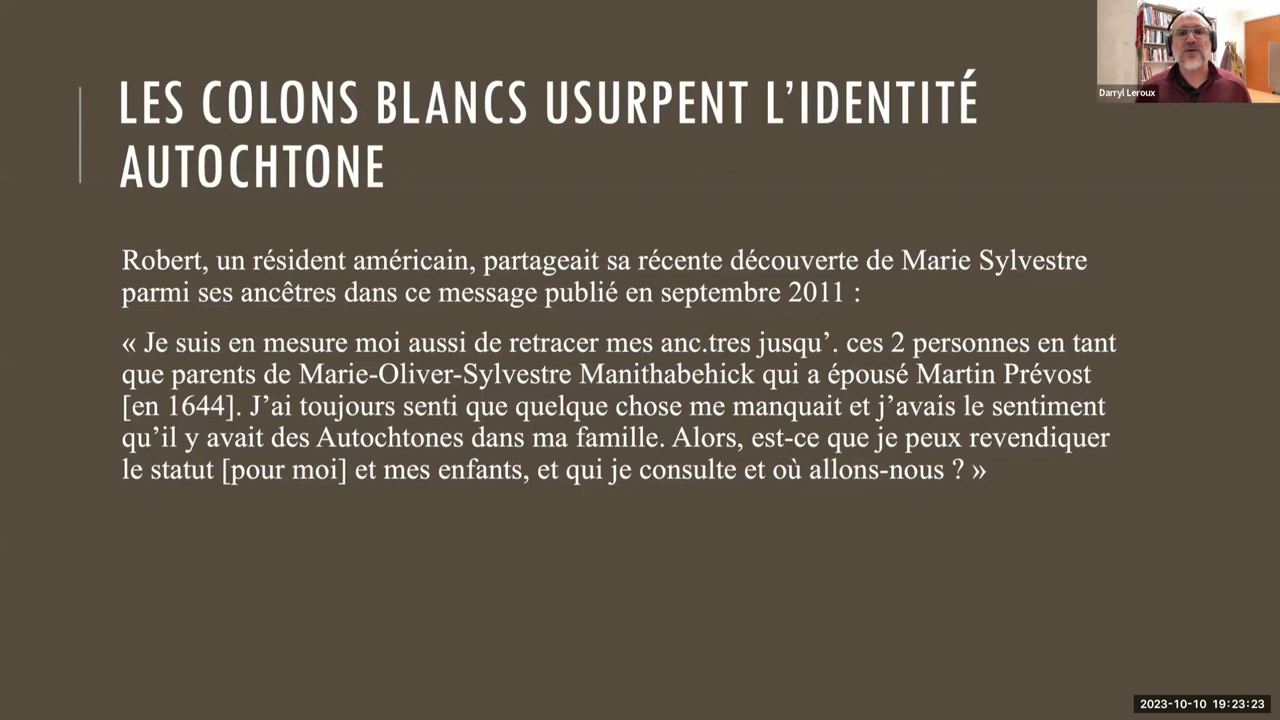 LES COLONS BLANCS USURPENT L'IDENTITÉ
AUTOCHTONE
Darryl Leroux
Robert, un résident américain, partageait sa récente découverte de Marie Sylvestre
parmi ses ancêtres dans ce message publié en septembre 2011 :
« Je suis en mesure moi aussi de retracer mes anc.tres jusqu'. ces 2 personnes en tant
que parents de Marie-Oliver-Sylvestre Manithabehick qui a épousé Martin Prévost
[en 1644]. J'ai toujours senti que quelque chose me manquait et j'avais le sentiment
qu'il y avait des Autochtones dans ma famille. Alors, est-ce que je peux revendiquer
le statut [pour moi] et mes enfants, et qui je consulte et où allons-nous ? »
2023-10-10 19:23:23